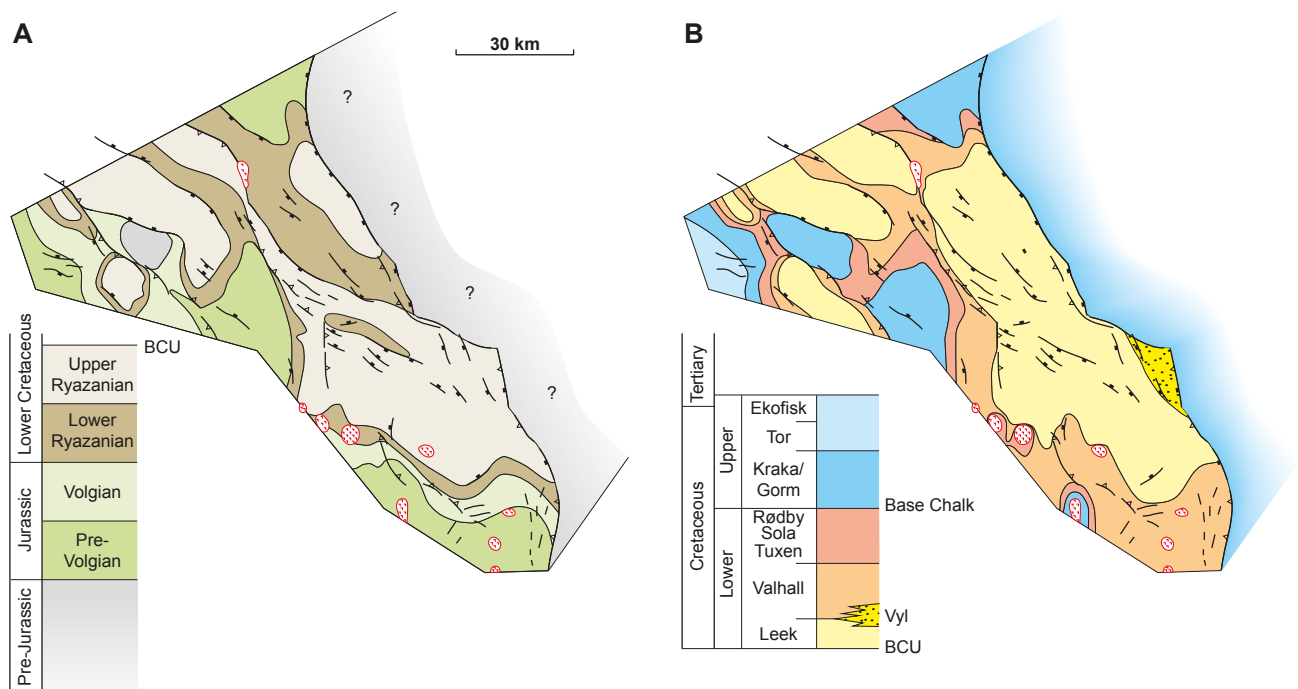 A
30 km
?
?
?
?
Lower Cretaceous
Jurassic
Pre-Jurassic
BCU
Upper
Ryazanian
Lower
Ryazanian
Volgian
Pre-
Volgian
B
Tertiary
Cretaceous
Upper
Lower
Ekofisk
Tor
Kraka/
Gorm
Base Chalk
Rødby
Sola
Tuxen
Valhall
Vyl
Leek
BCU